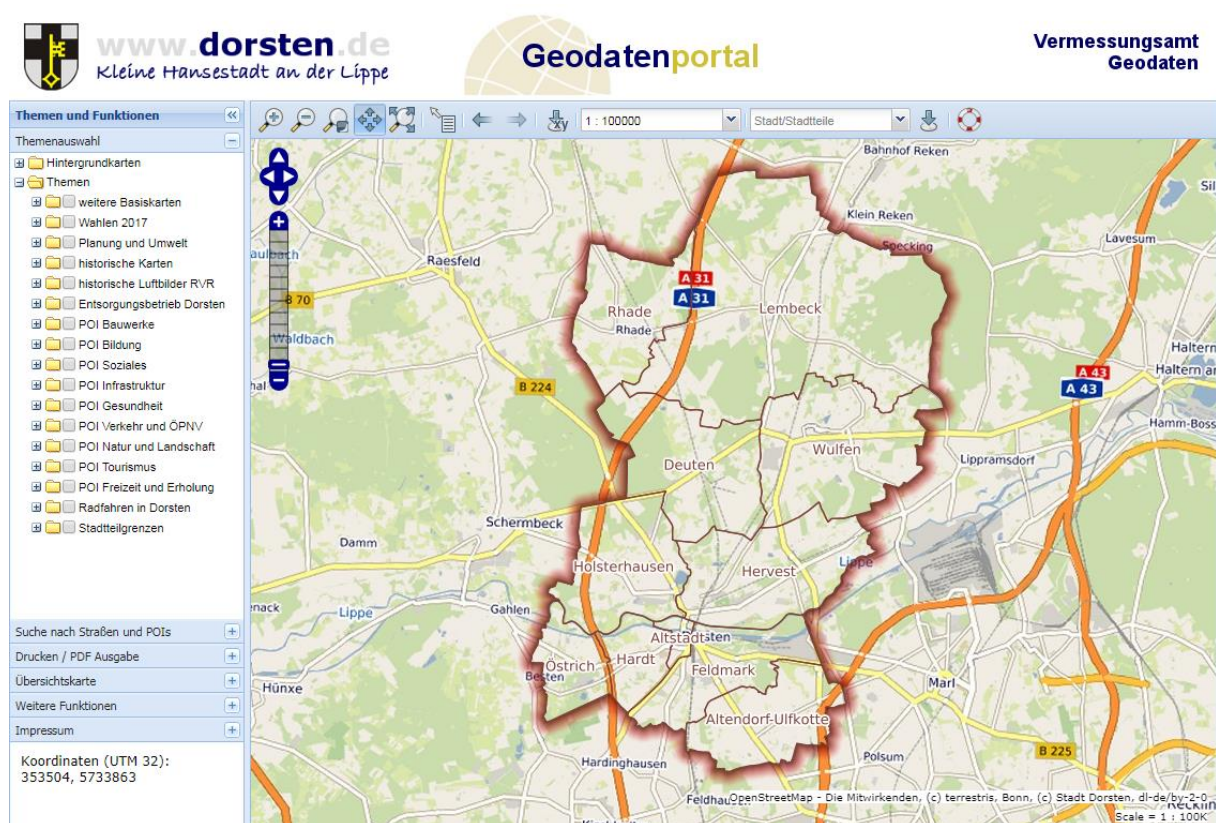 www.dorsten.de
Kleine Hansestadt an der Lippe
Geodatenportal
Vermessungsamt
Geodaten
Themen und Funktionen
Themenauswahl
Hintergrundkarten
Themen
weitere Basiskarten
Wahlen 2017
Planung und Umwelt
historische Karten
historische Luftbilder RVR
Entsorgungsbetrieb Dorsten
POI Bauwerke
POI Bildung
POI Soziales
POI Infrastruktur
POI Gesundheit
POI Verkehr und ÖPNV
POI Natur und Landschaft
POI Tourismus
POI Freizeit und Erholung
Radfahren in Dorsten
Stadtteilgrenzen
Suche nach Straßen und POIs
Drucken / PDF Ausgabe
Übersichtskarte
Weitere Funktionen
Impressum
Koordinaten (UTM 32):
353504, 5733863
xy
1 : 100000
Stadt/Stadtteile
Bahnhof Reken
Klein Reken
Specking
Lavesum
Raesfeld
A 31
A 31
B 70
Rhade
Rhade
Lembeck
Haltern
Haltern am
A 43
A 43
B 224
Hamm-Boss
Wulfen
Deuten
Lippramsdorf
Schermbeck
Damm
Holsterhausen
Hervest
Lippe
Lippe
Gahlen
Altstadt
Hardt
Östrich
Besten
Feldmark
Hünxe
Marl
Altendorf-Ulfkotte
B 225
Polsum
Hardinghausen
OpenStreetMap - Die Mitwirkenden, (c) terrestris, Bonn, (c) Stadt Dorsten, dl-de/by-2-0
Scale = 1 : 100K